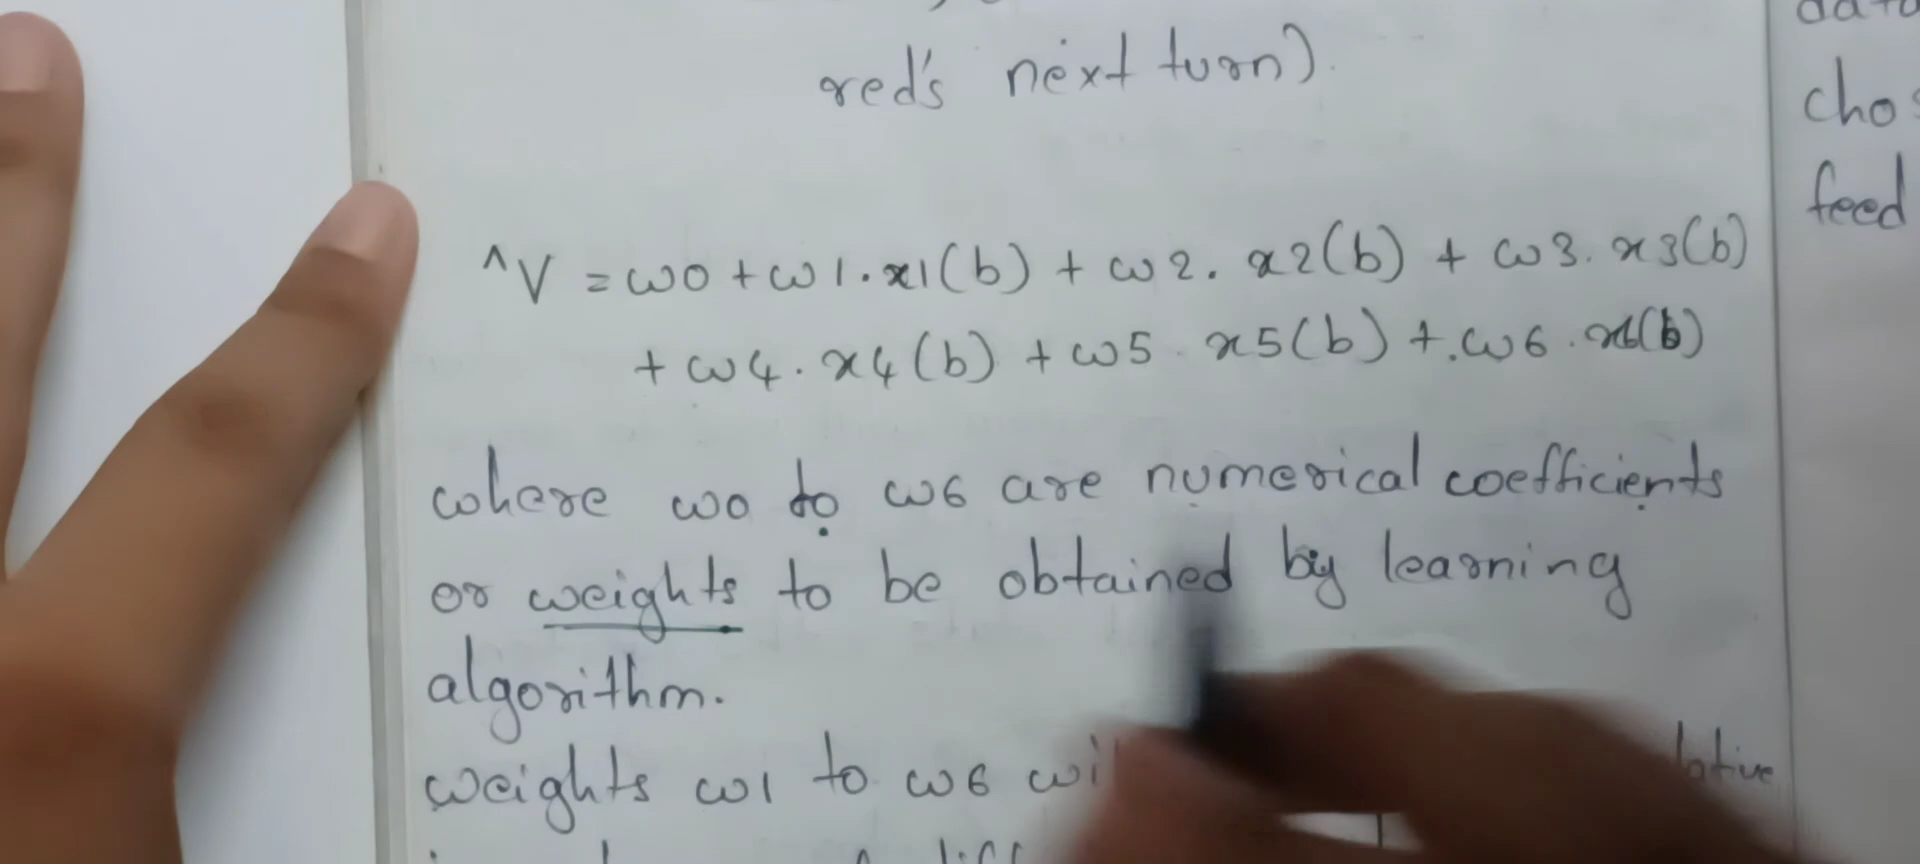 red's next turn).
^V = w0 + w1.x1(b) + w2. x2(b) + w3. x3(b)
+ w4. x4(b) + w5. x5(b) + w6. x6(b)
where w0 to w6 are numerical coefficients
or weights to be obtained by learning
algorithm.
weights w1 to w6
cho
feed